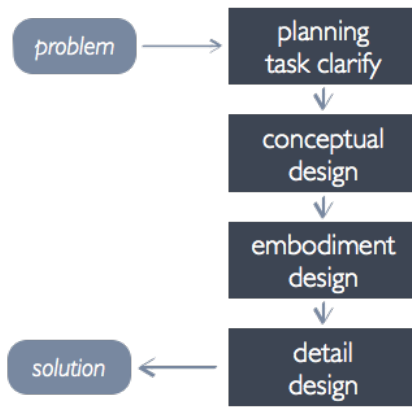 problem
planning
task clarify
conceptual
design
embodiment
design
detail
design
solution